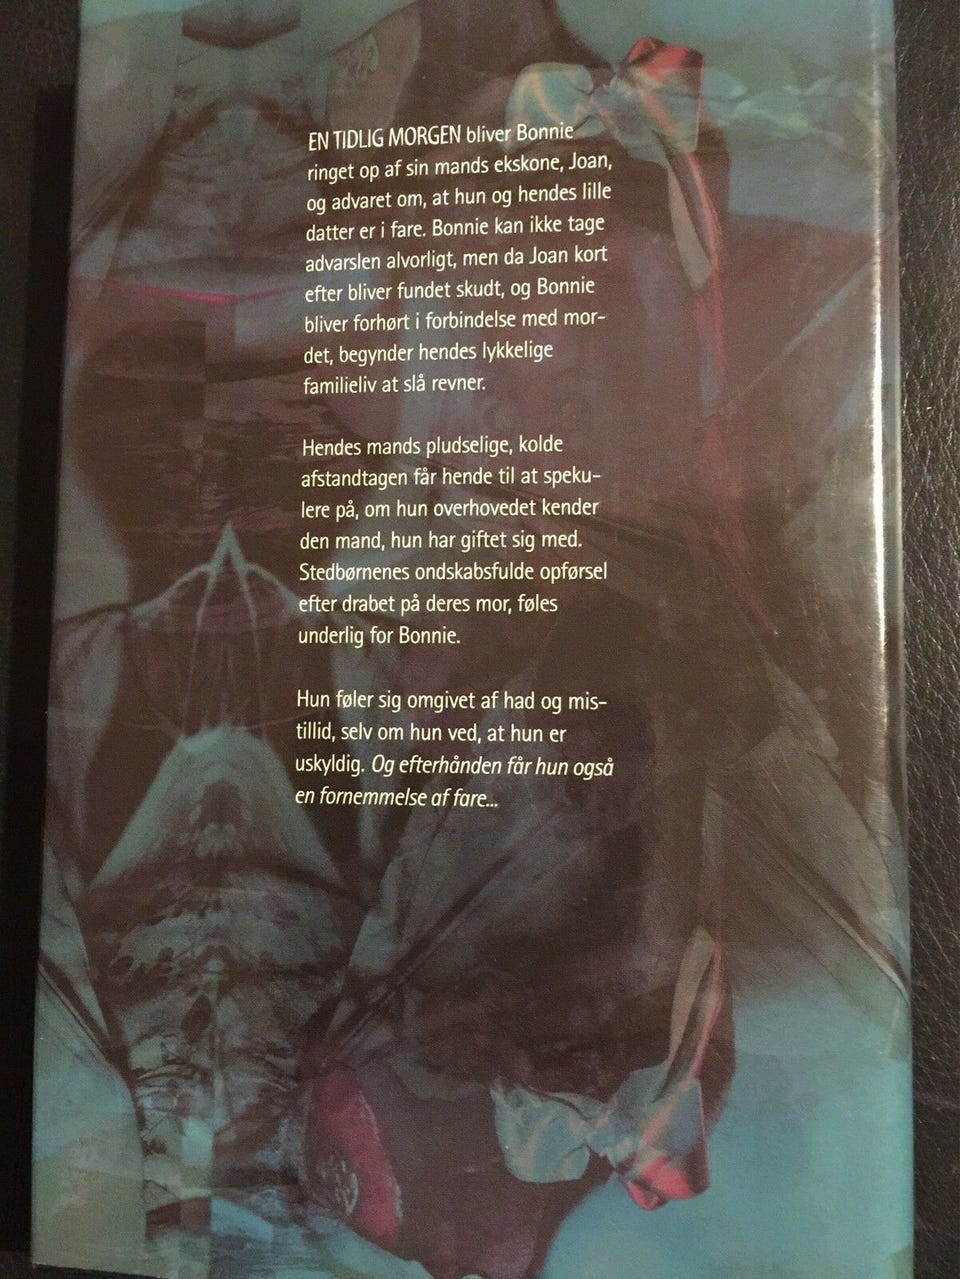 EN TIDLIG MORGEN bliver Bonnie
ringet op af sin mands ekskone, Joan,
og advaret om, at hun og hendes lille
datter er i fare. Bonnie kan ikke tage
advarslen alvorligt, men da Joan kort
efter bliver fundet skudt, og Bonnie
bliver forhørt i forbindelse med mor-
det, begynder hendes lykkelige
familieliv at slå revner.
Hendes mands pludselige, kolde
afstandtagen får hende til at speku-
lere på, om hun overhovedet kender
den mand, hun har giftet sig med.
Stedbørnenes ondskabsfulde opførsel
efter drabet på deres mor, føles
underlig for Bonnie.
Hun føler sig omgivet af had og mis-
tillid, selv om hun ved, at hun er
uskyldig. Og efterhånden får hun også
en fornemmelse af fare...